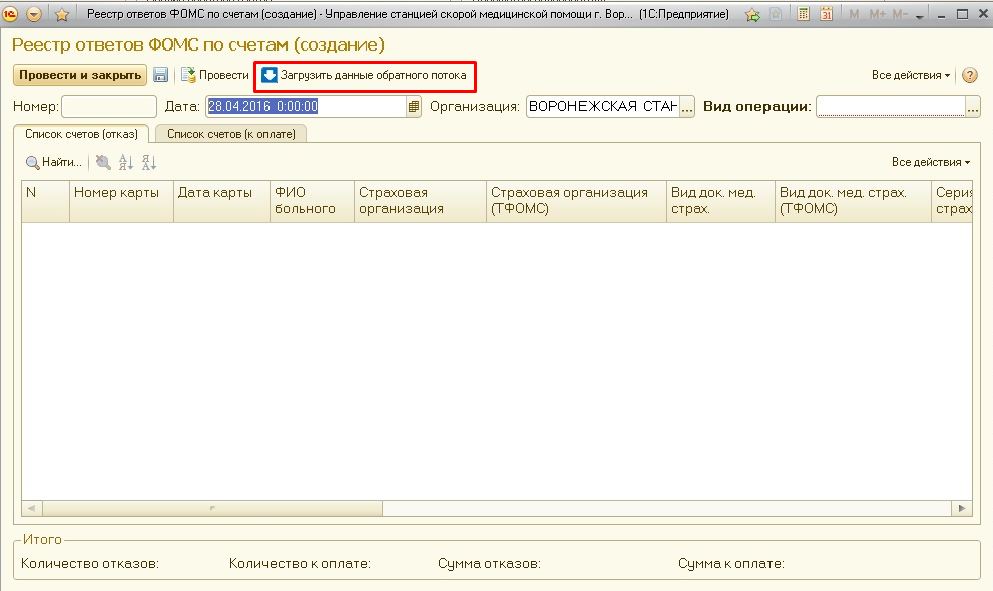 Реестр ответов ФОМС по счетам (создание) - Управление станцией скорой медицинской помощи г. Вор... (1С:Предприятие)
31 M M+ M-
Реестр ответов ФОМС по счетам (создание)
Провести и закрыть Провести Загрузить данные обратного потока Все действия
Номер: Дата: 28.04.2016 0:00:00 Организация: ВОРОНЕЖСКАЯ СТАН ... Вид операции: ...
Список счетов (отказ) Список счетов (к оплате)
Найти... Все действия
N Номер карты Дата карты ФИО больного Страховая организация Страховая организация (ТФОМС) Вид док. мед. страх. Вид док. мед. страх. (ТФОМС) Серия страх
Итого
Количество отказов: Количество к оплате: Сумма отказов: Сумма к оплате: